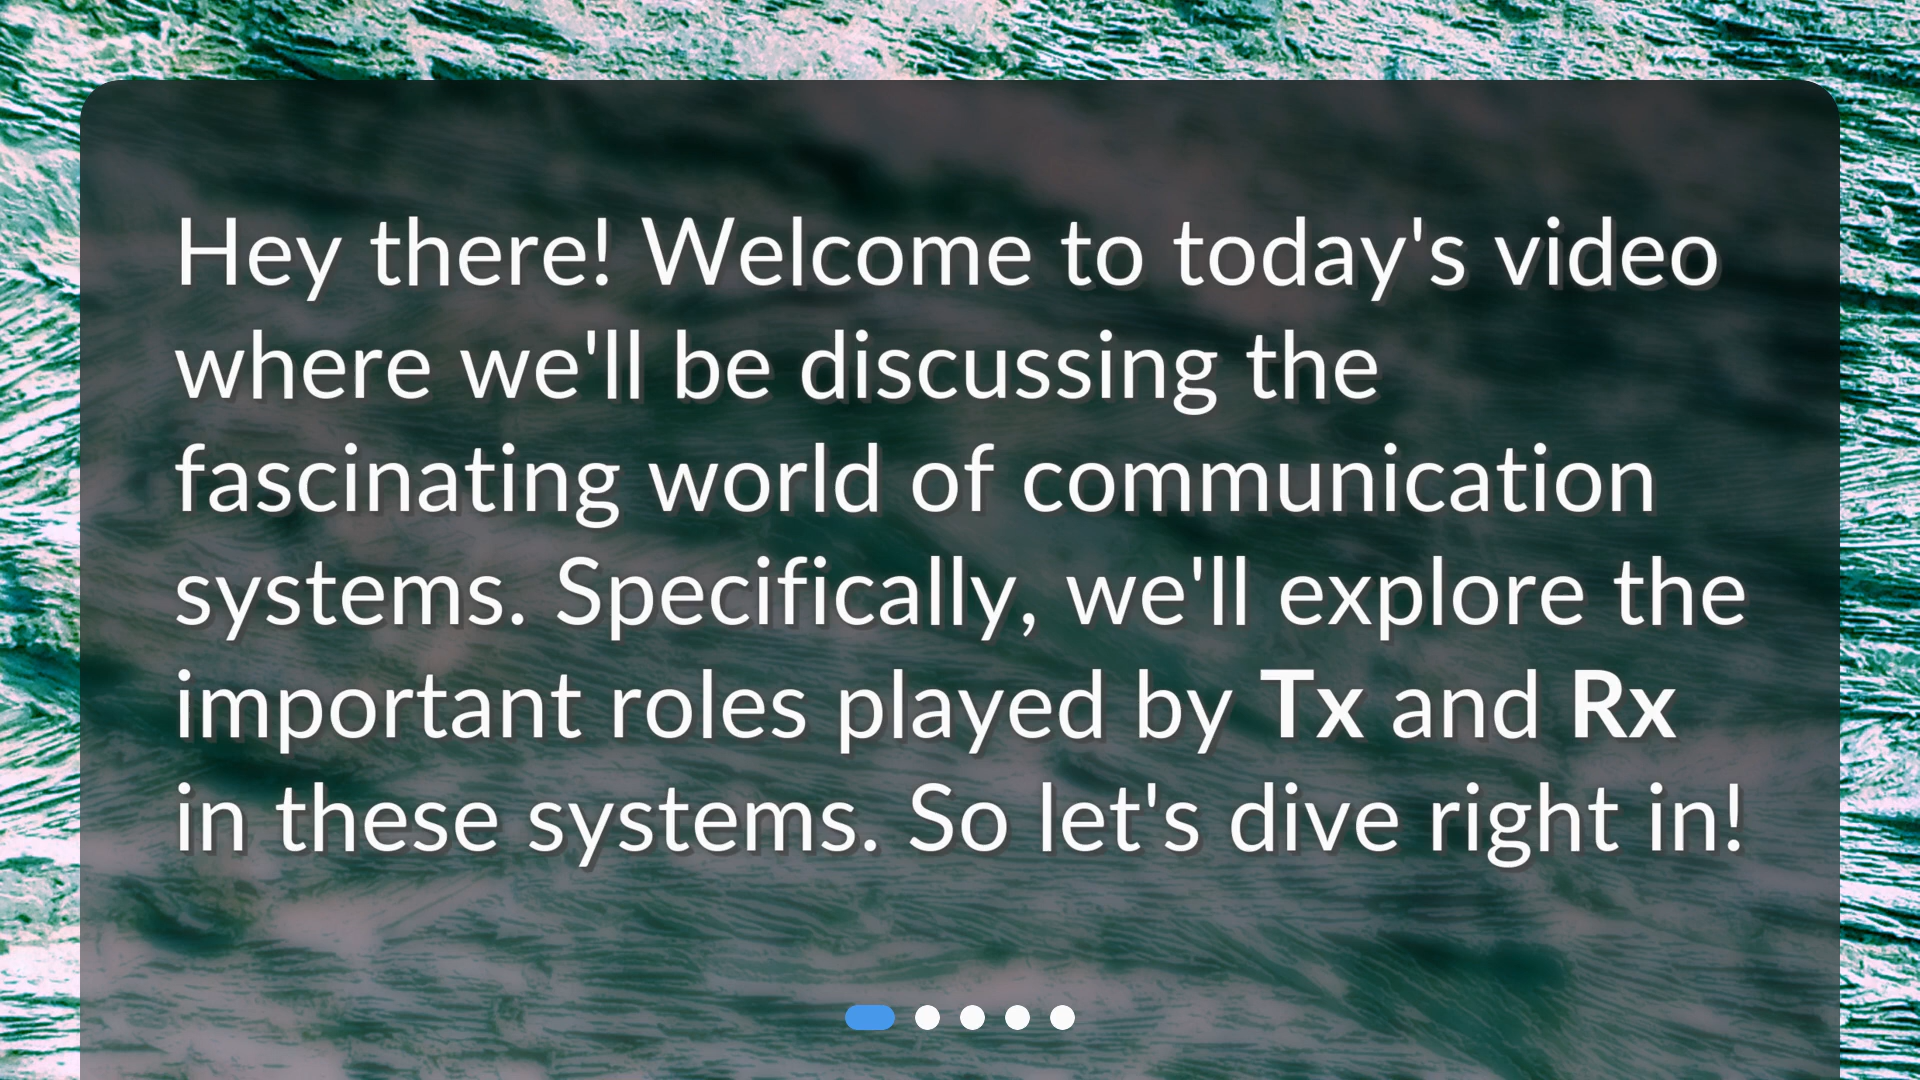 Hey there! Welcome to today's video
where we'll be discussing the
fascinating world of communication
systems. Specifically, we'll explore the
important roles played by Tx and Rx
in these systems. So let's dive right in!